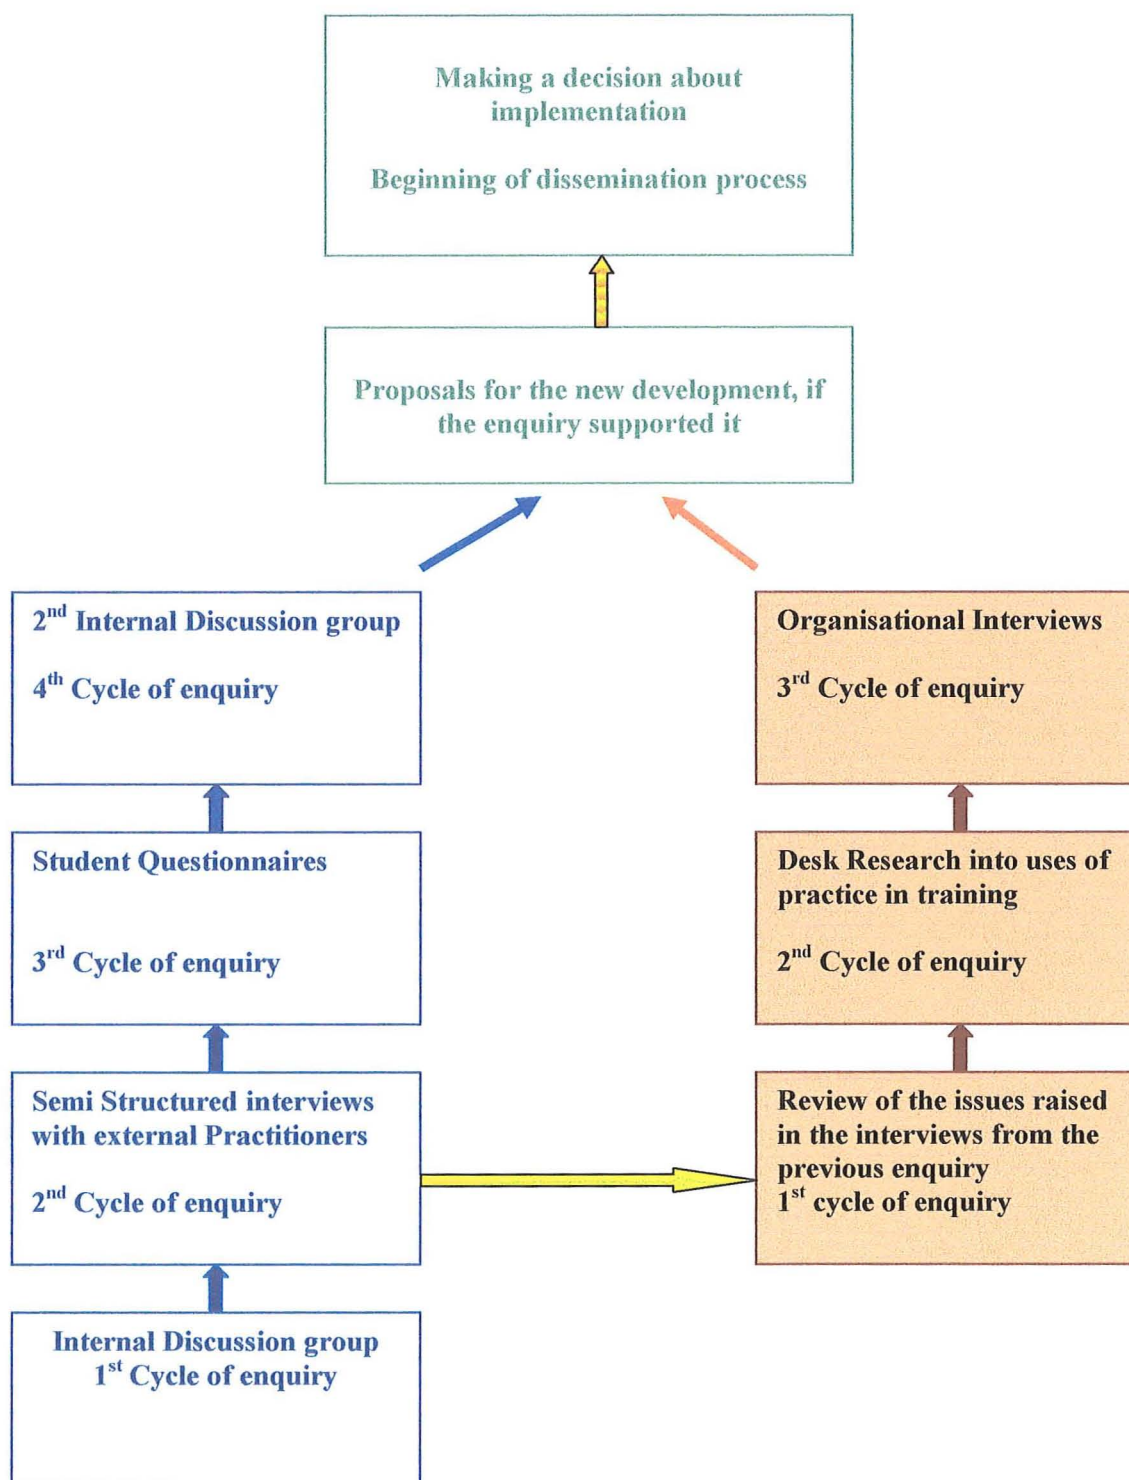 Making a decision about
implementation
Beginning of dissemination process
Proposals for the new development, if
the enquiry supported it
2nd Internal Discussion group
4th Cycle of enquiry
Organisational Interviews
3rd Cycle of enquiry
Student Questionnaires
3rd Cycle of enquiry
Desk Research into uses of
practice in training
2nd Cycle of enquiry
Semi Structured interviews
with external Practitioners
2nd Cycle of enquiry
Review of the issues raised
in the interviews from the
previous enquiry
1st cycle of enquiry
Internal Discussion group
1st Cycle of enquiry